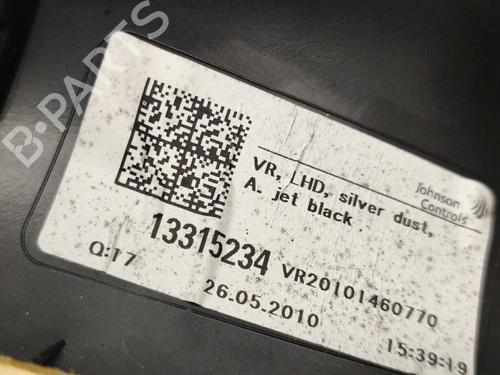 B-PARTS
VR, LHD, silver dust,
A. jet black
Johnson
Controls
13315234
VR20101460770
Q:17
26.05.2010
15:39:19